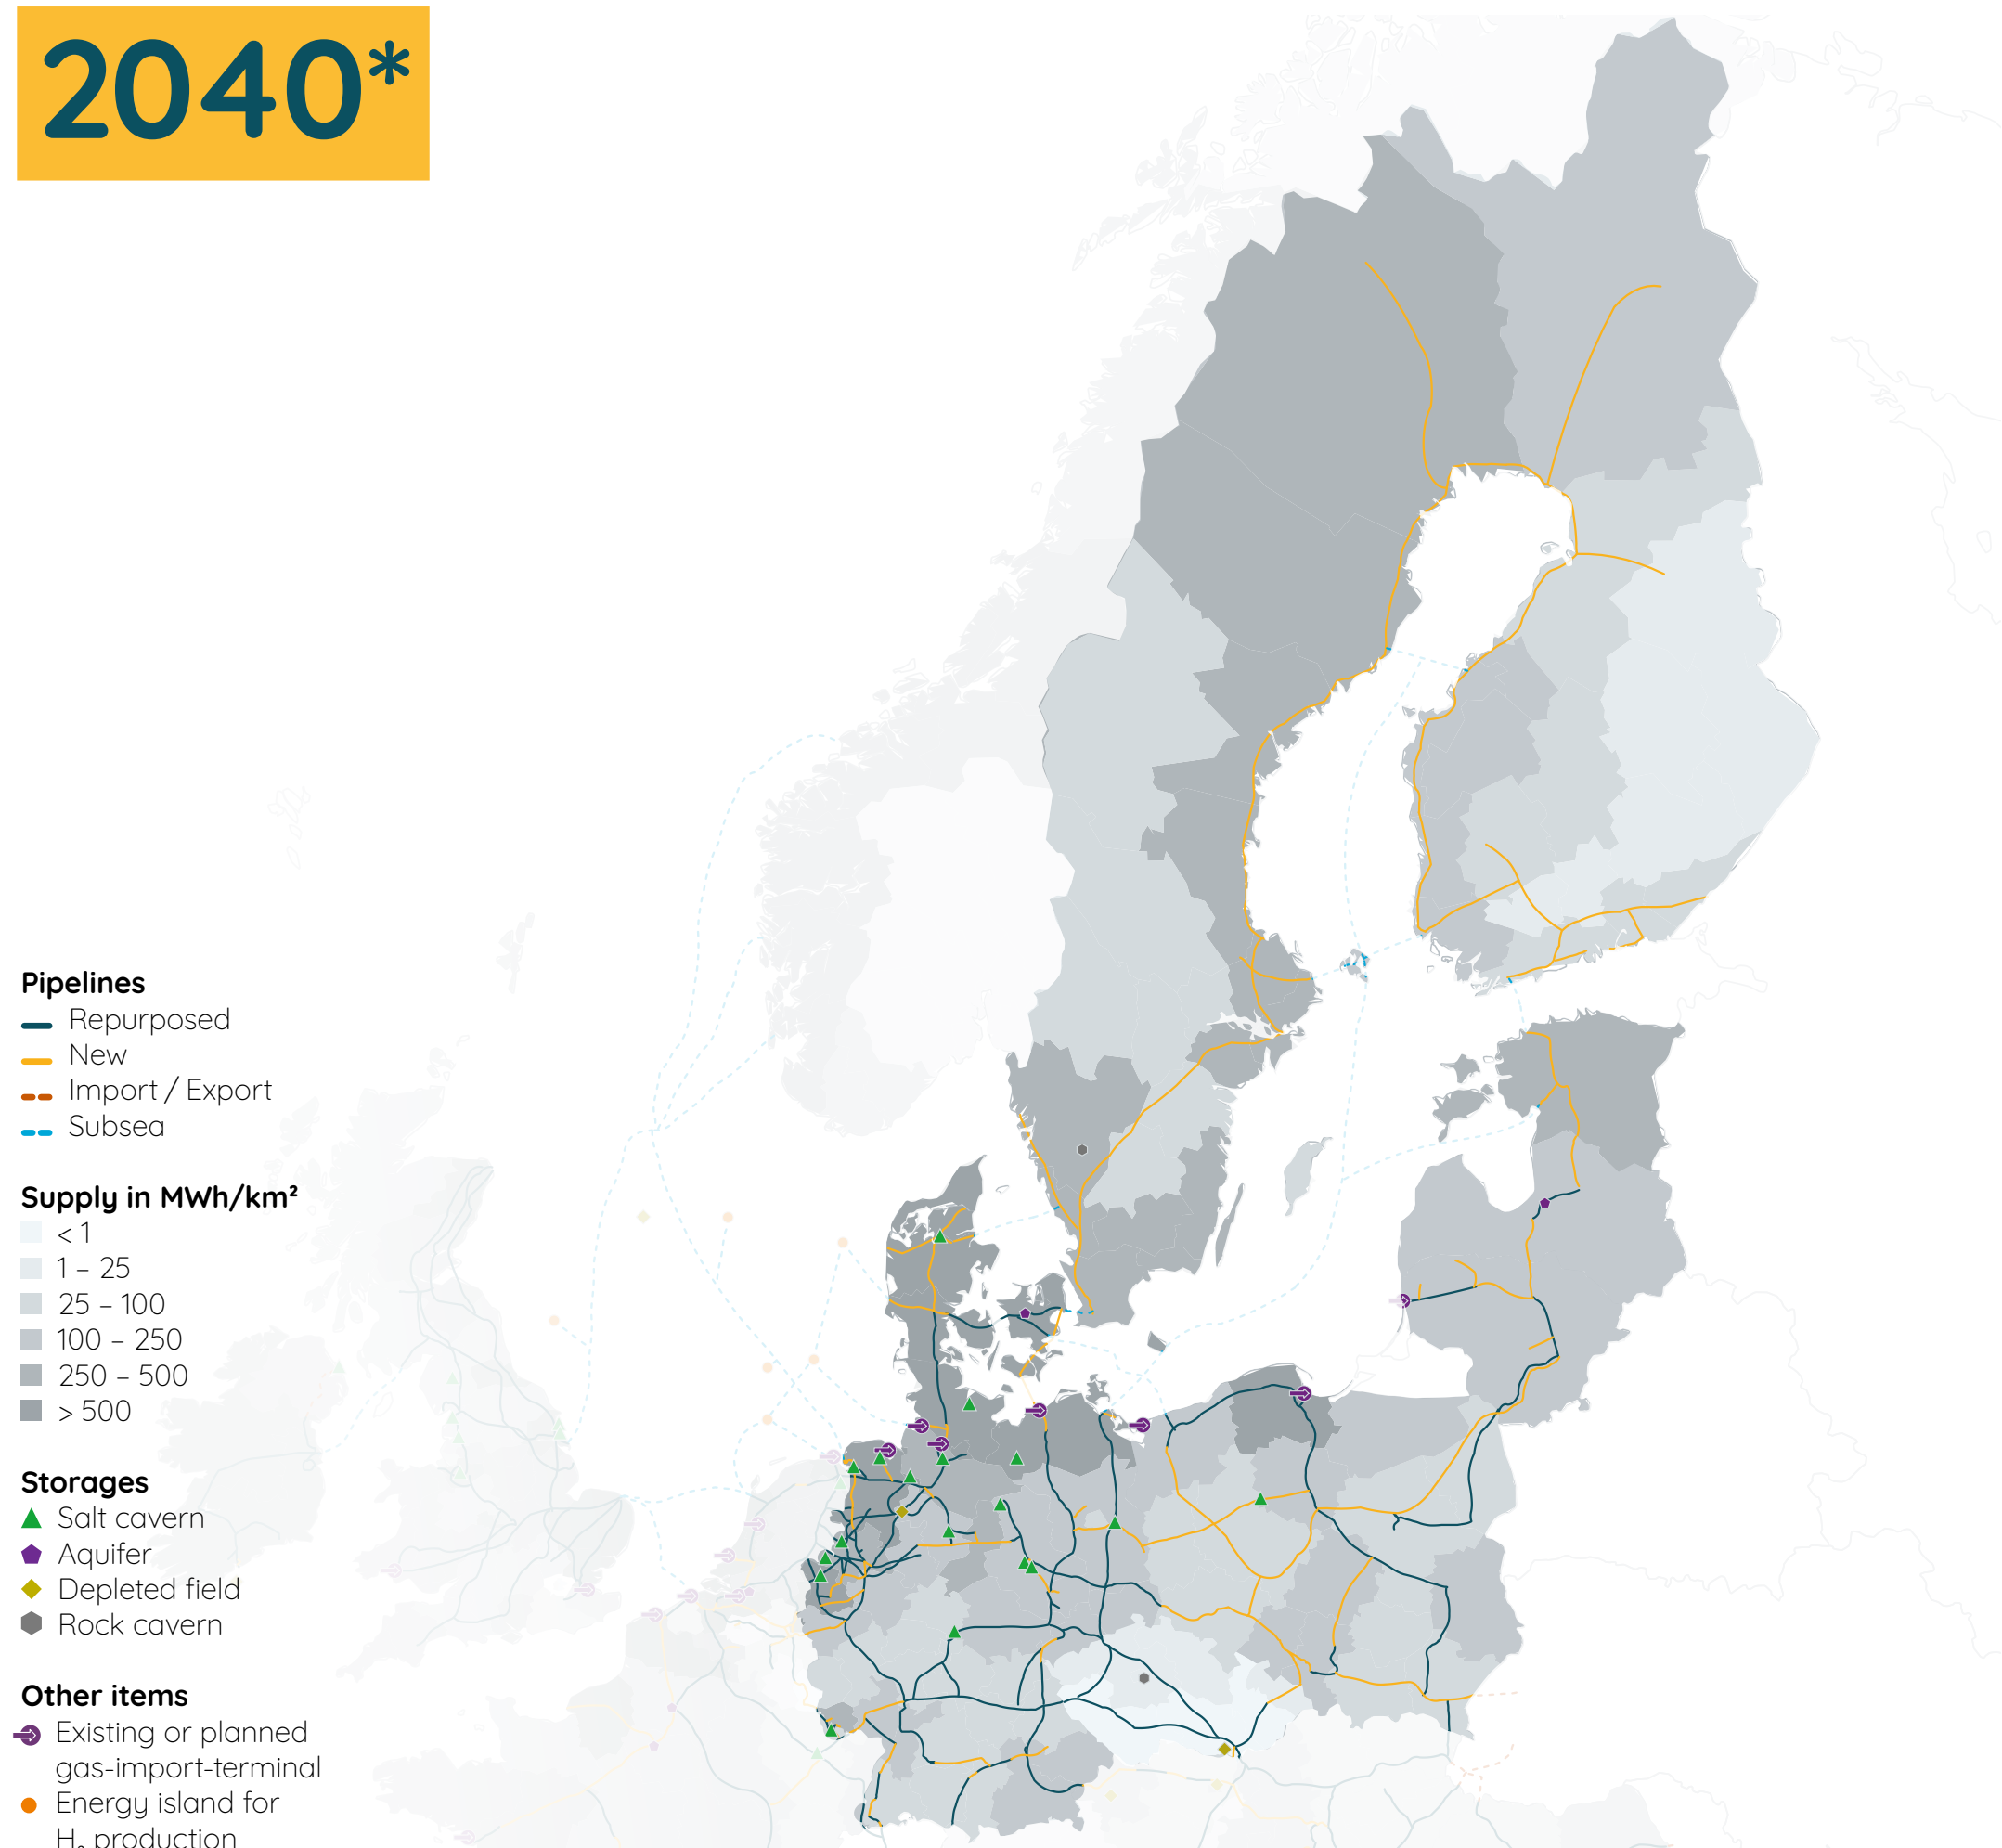 2040*
Pipelines
Repurposed
New
Import / Export
Subsea
Supply in MWh/km²
< 1
1 – 25
25 – 100
100 – 250
250 – 500
> 500
Storages
Salt cavern
Aquifer
Depleted field
Rock cavern
Other items
Existing or planned
gas-import-terminal
Energy island for
H₂ production